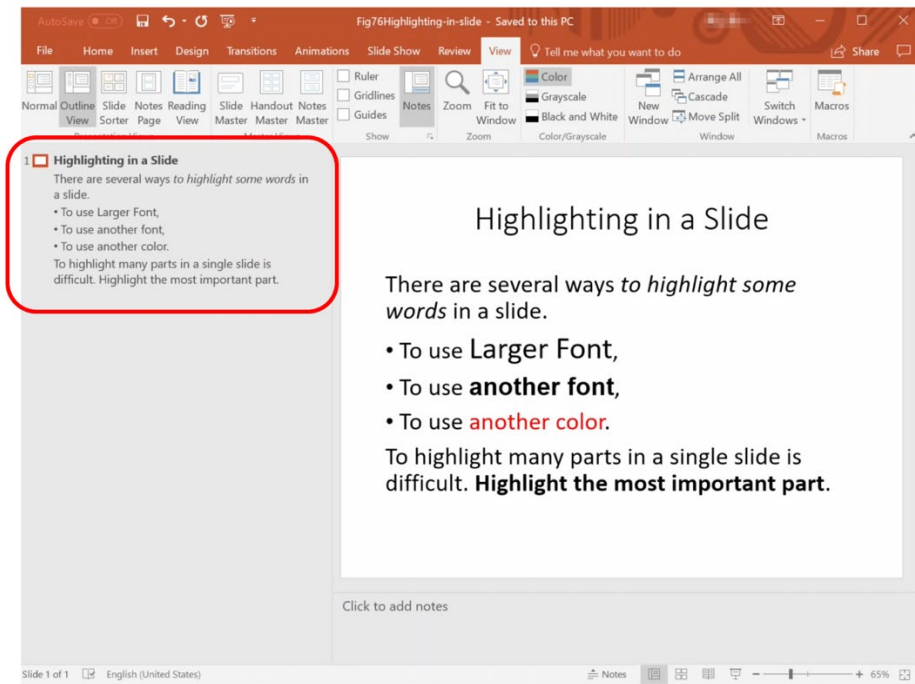 AutoSave Off
Fig76Highlighting-in-slide - Saved to this PC
File Home Insert Design Transitions Animations Slide Show Review View Tell me what you want to do Share
Normal Outline View Slide Sorter Notes Page Reading View
Slide Master Handout Master Notes Master
Ruler
Gridlines
Guides
Notes
Zoom Fit to Window
Color
Grayscale
Black and White
New Window
Arrange All
Cascade
Move Split
Switch Windows
Macros
Presentation Views Master Views Show Zoom Color/Grayscale Window Macros
1 Highlighting in a Slide
There are several ways to highlight some words in
a slide.
• To use Larger Font,
• To use another font,
• To use another color.
To highlight many parts in a single slide is
difficult. Highlight the most important part.
Highlighting in a Slide
There are several ways to highlight some
words in a slide.
• To use Larger Font,
• To use another font,
• To use another color.
To highlight many parts in a single slide is
difficult. Highlight the most important part.
Click to add notes
Slide 1 of 1 English (United States) Notes 65%